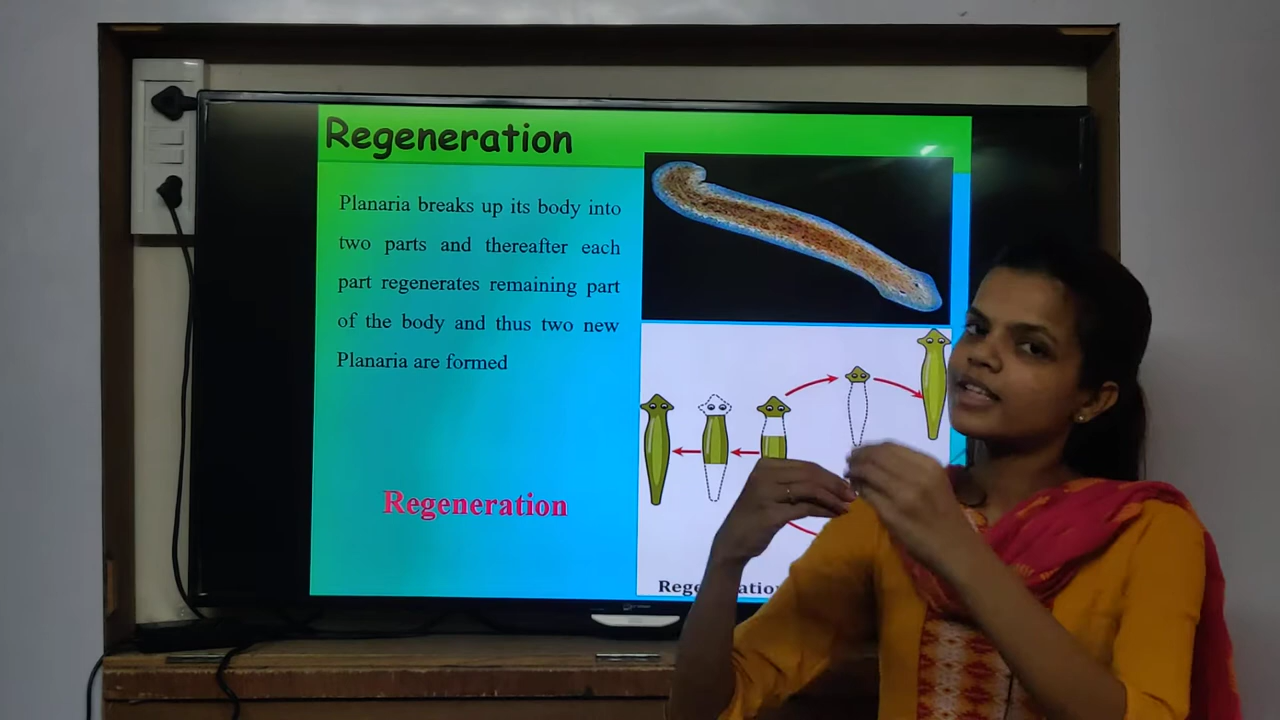 Regeneration
Planaria breaks up its body into
two parts and thereafter each
part regenerates remaining part
of the body and thus two new
Planaria are formed
Regeneration